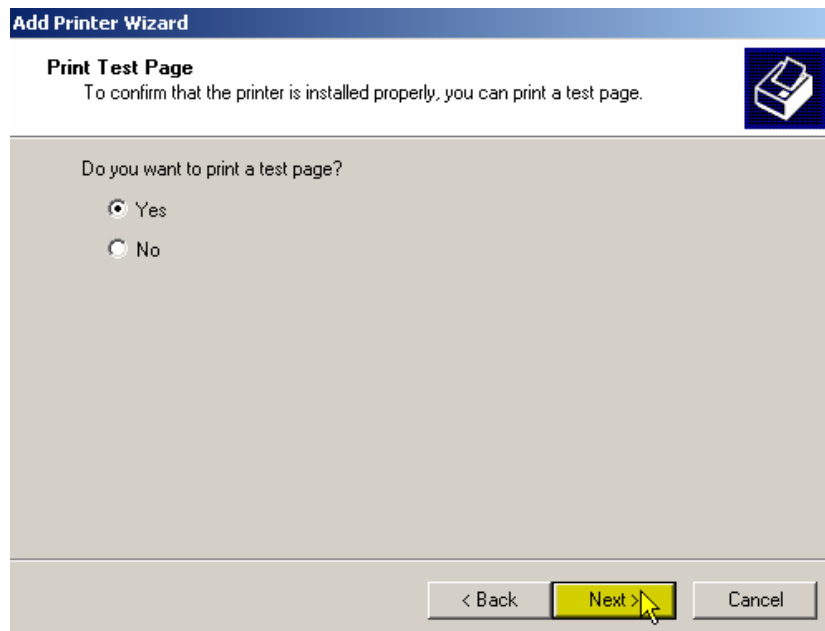 Add Printer Wizard
Print Test Page
To confirm that the printer is installed properly, you can print a test page.
Do you want to print a test page?
Yes
No
< Back Next > Cancel